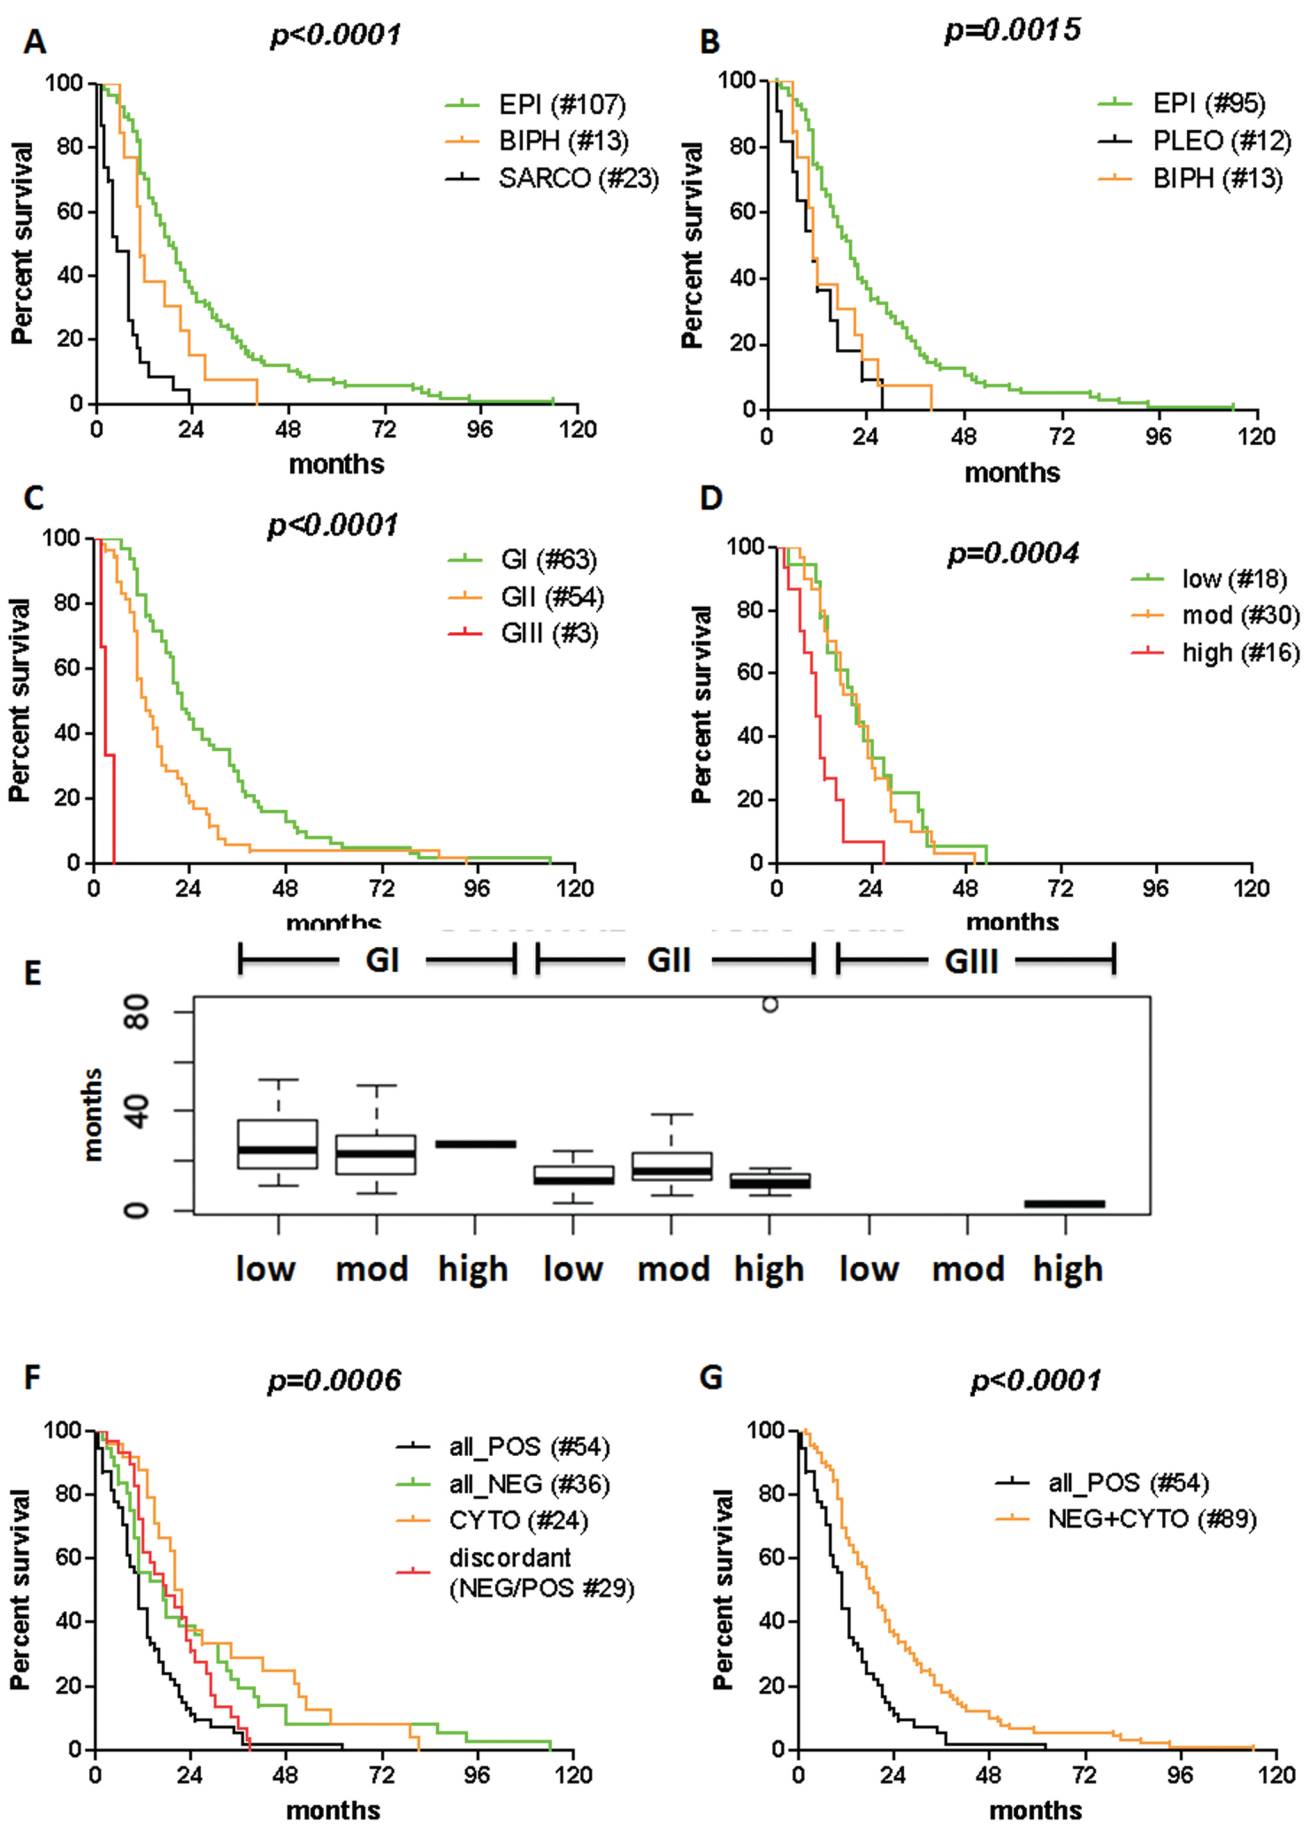 A
p<0.0001
100
80
60
40
20
0
Percent survival
EPI (#107)
BIPH (#13)
SARCO (#23)
0 24 48 72 96 120
months
B
p=0.0015
100
80
60
40
20
0
Percent survival
EPI (#95)
PLEO (#12)
BIPH (#13)
0 24 48 72 96 120
months
C
p<0.0001
100
80
60
40
20
0
Percent survival
GI (#63)
GII (#54)
GIII (#3)
0 24 48 72 96 120
months
D
p=0.0004
100
80
60
40
20
0
Percent survival
low (#18)
mod (#30)
high (#16)
0 24 48 72 96 120
months
E
GI GII GIII
months
80
40
0
low mod high low mod high low mod high
F
p=0.0006
100
80
60
40
20
0
Percent survival
all_POS (#54)
all_NEG (#36)
CYTO (#24)
discordant
(NEG/POS #29)
0 24 48 72 96 120
months
G
p<0.0001
100
80
60
40
20
0
Percent survival
all_POS (#54)
NEG+CYTO (#89)
0 24 48 72 96 120
months